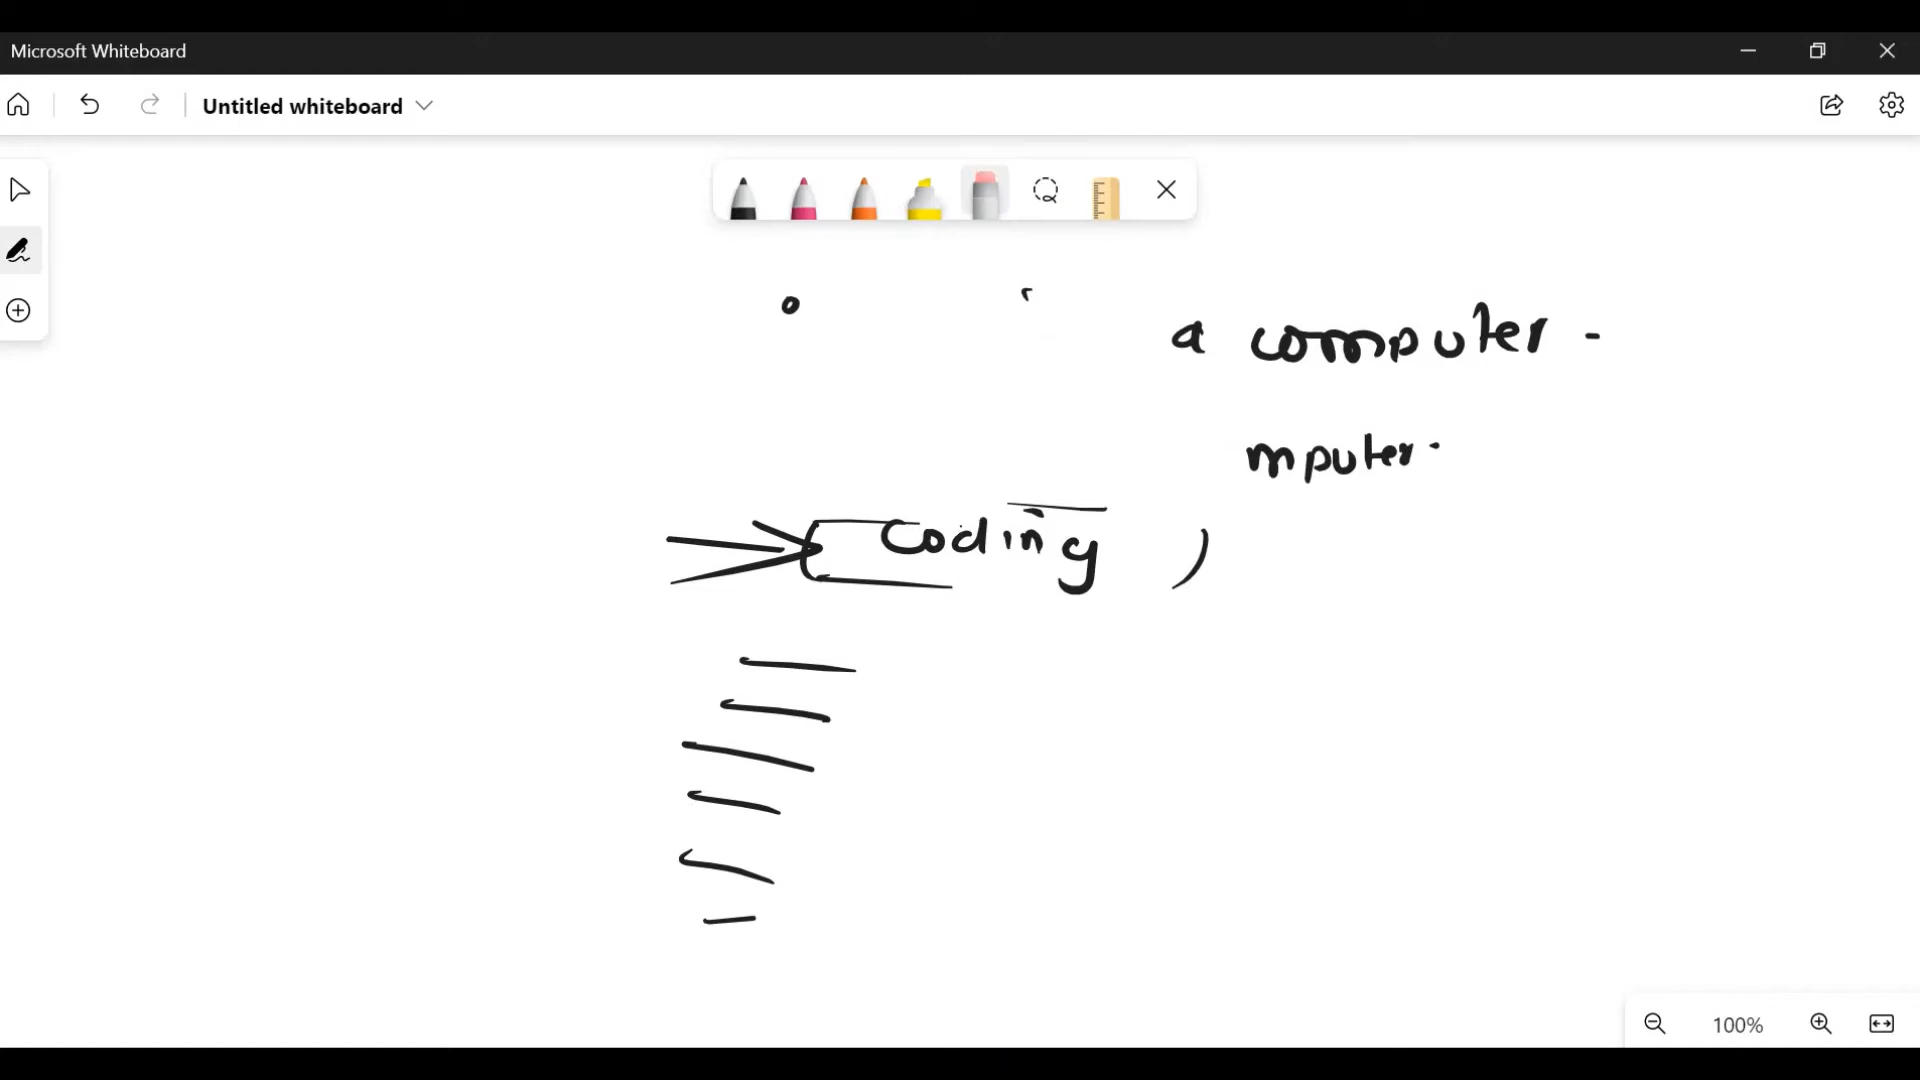 Microsoft Whiteboard
Untitled whiteboard
a computer -
mputer.
Coding )
100%